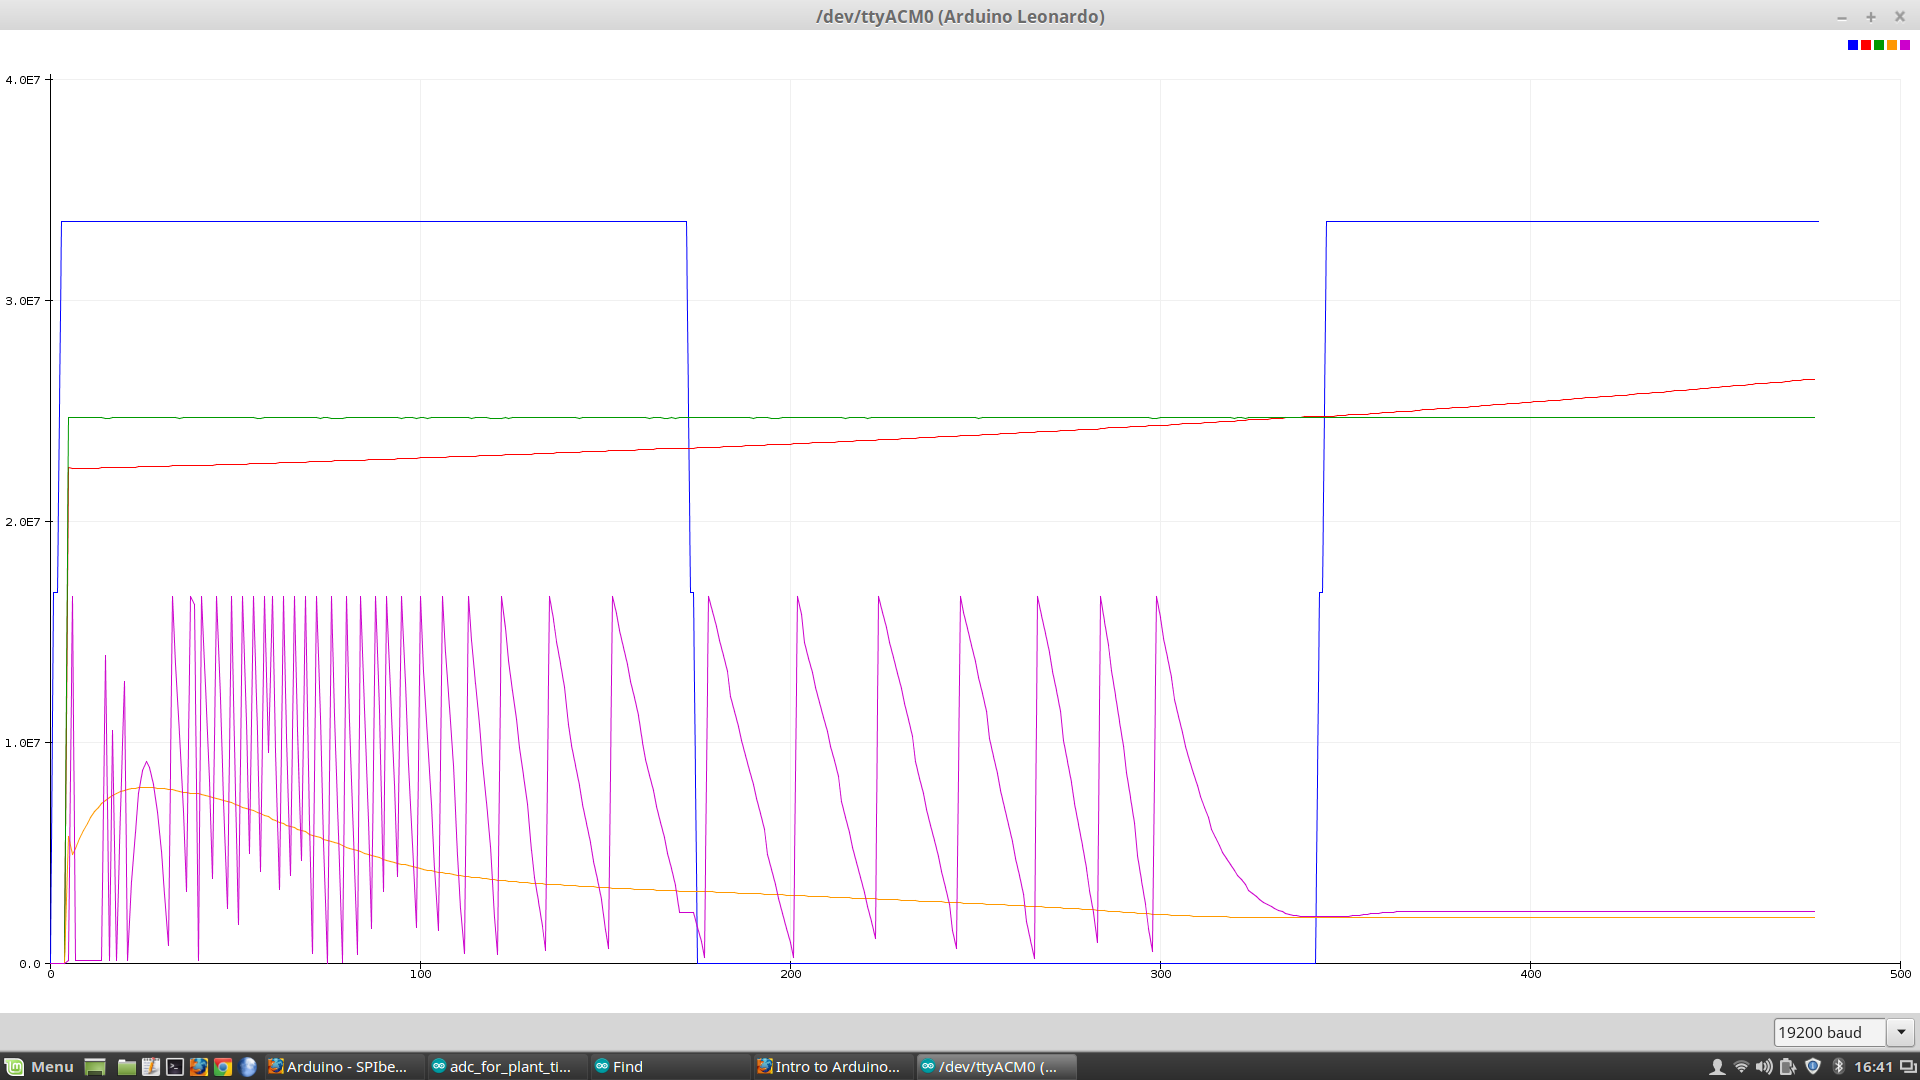 /dev/ttyACM0 (Arduino Leonardo)
4.0E7
3.0E7
2.0E7
1.0E7
0.0
0 100 200 300 400 500
19200 baud
Menu Arduino - SPIbe... adc_for_plant_ti... Find Intro to Arduino... /dev/ttyACM0 (... 16:41